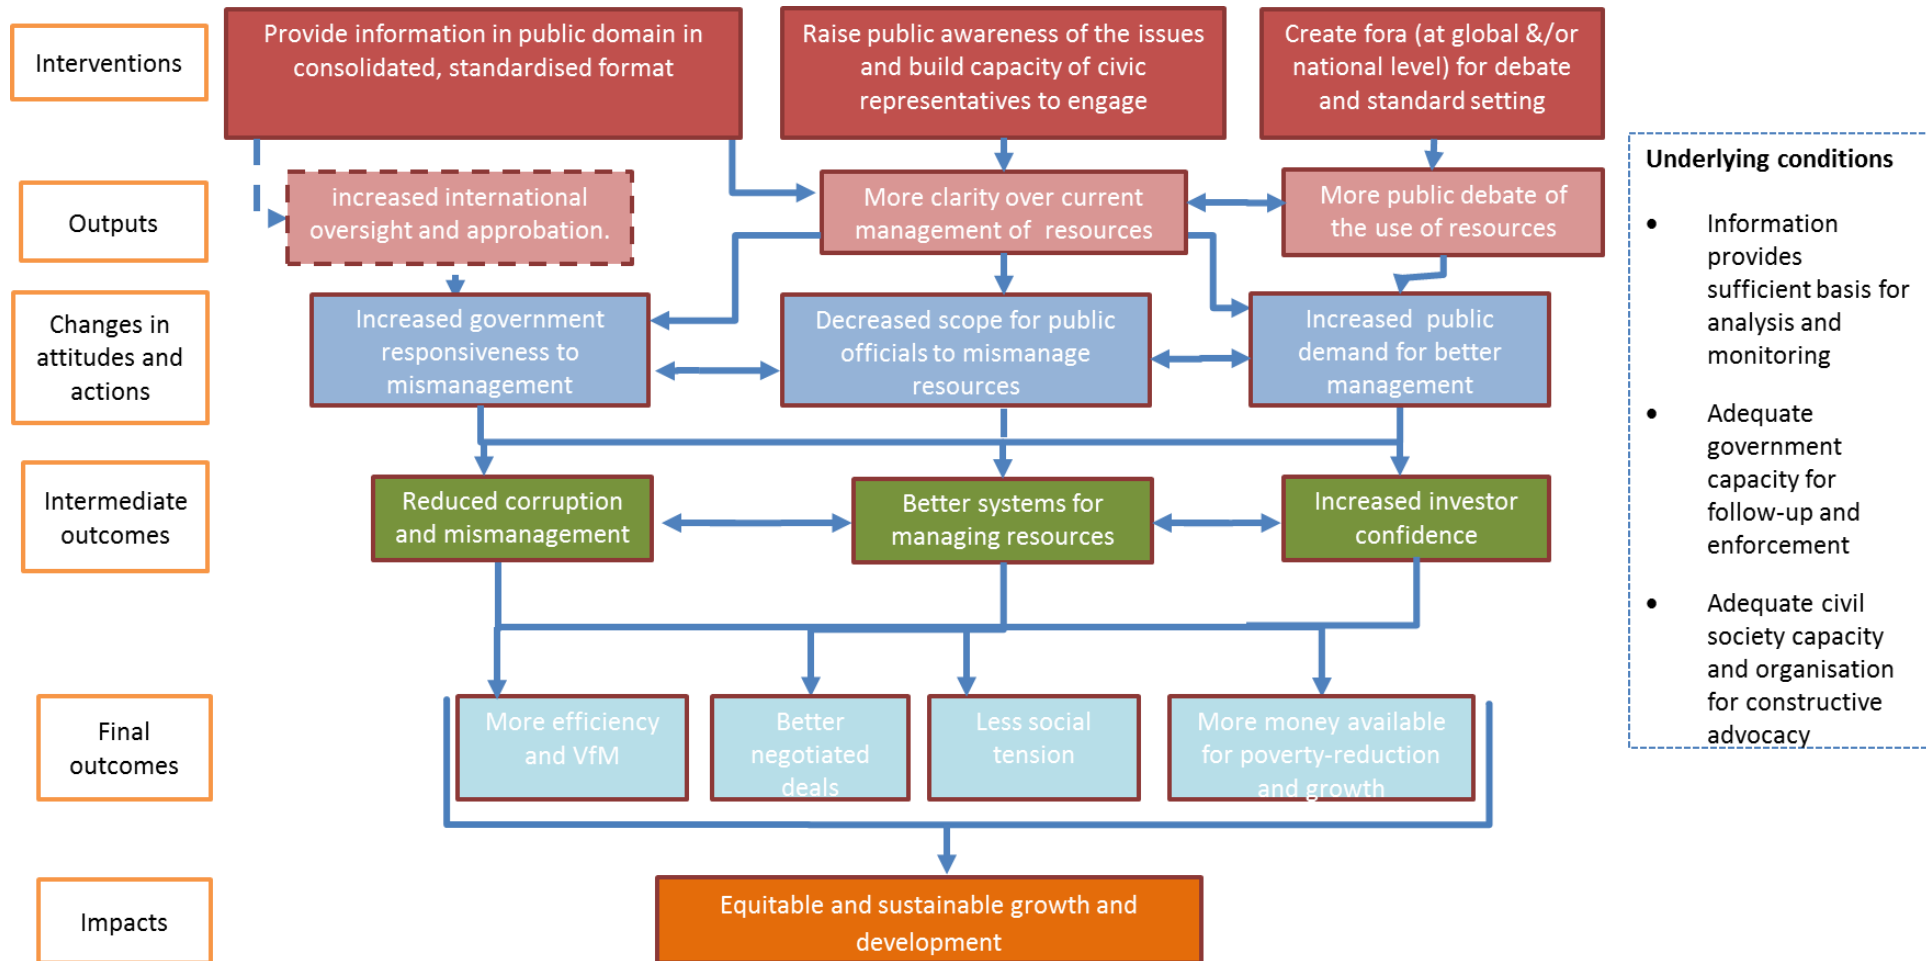 Interventions
Provide information in public domain in
consolidated, standardised format
Raise public awareness of the issues
and build capacity of civic
representatives to engage
Create fora (at global &/or
national level) for debate
and standard setting
Outputs
increased international
oversight and approbation.
More clarity over current
management of resources
More public debate of
the use of resources
Changes in
attitudes and
actions
Increased government
responsiveness to
mismanagement
Decreased scope for public
officials to mismanage
resources
Increased public
demand for better
management
Intermediate
outcomes
Reduced corruption
and mismanagement
Better systems for
managing resources
Increased investor
confidence
Final
outcomes
More efficiency
and VfM
Better
negotiated
deals
Less social
tension
More money available
for poverty-reduction
and growth
Impacts
Equitable and sustainable growth and
development
Underlying conditions
• Information
provides
sufficient basis for
analysis and
monitoring
• Adequate
government
capacity for
follow-up and
enforcement
• Adequate civil
society capacity
and organisation
for constructive
advocacy